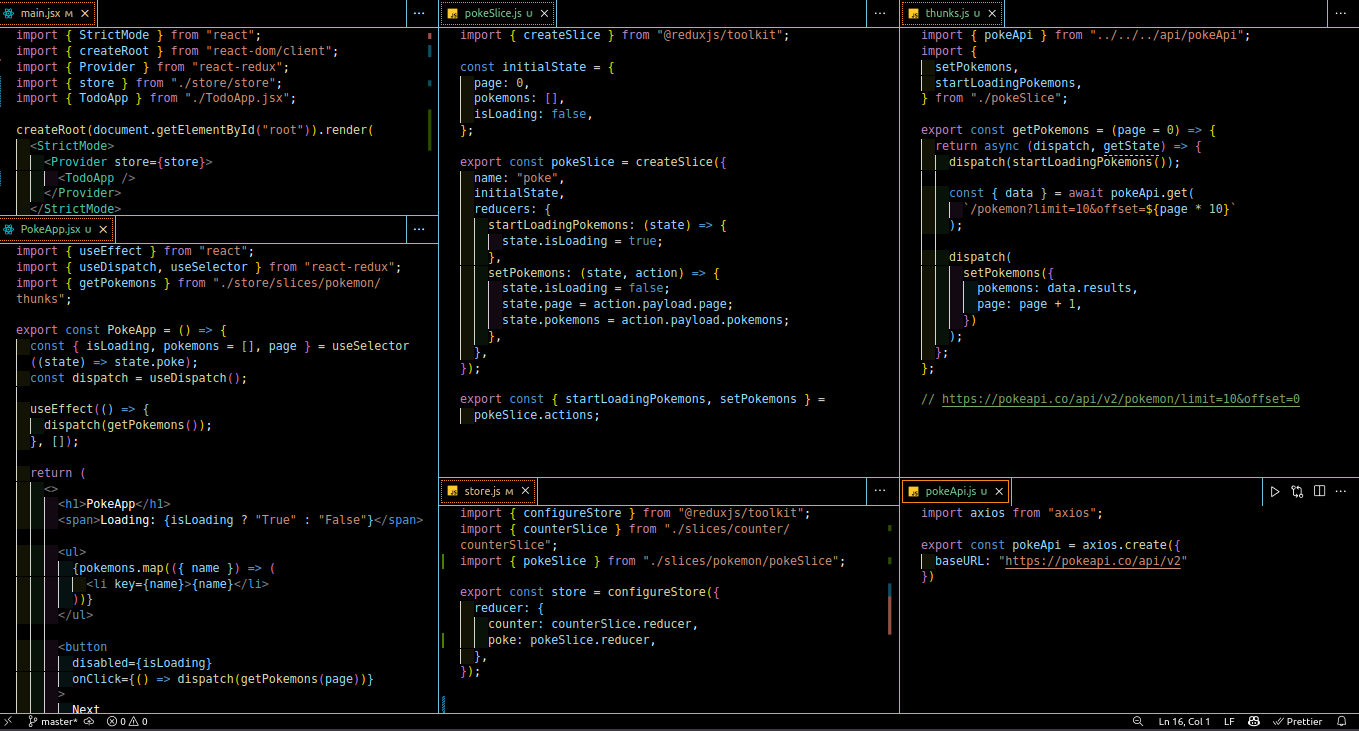 main.jsx M
import { StrictMode } from "react";
import { createRoot } from "react-dom/client";
import { Provider } from "react-redux";
import { store } from "./store/store";
import { TodoApp } from "./TodoApp.jsx";
createRoot(document.getElementById("root")).render(
<StrictMode>
<Provider store={store}>
<TodoApp />
</Provider>
</StrictMode>
PokeApp.jsx U
import { useEffect } from "react";
import { useDispatch, useSelector } from "react-redux";
import { getPokemons } from "./store/slices/pokemon/
thunks";
export const PokeApp = () => {
const { isLoading, pokemons = [], page } = useSelector
((state) => state.poke);
const dispatch = useDispatch();
useEffect(() => {
dispatch(getPokemons());
}, []);
return (
<>
<h1>PokeApp</h1>
<span>Loading: {isLoading ? "True" : "False"}</span>
<ul>
{pokemons.map(({ name }) => (
<li key={name}>{name}</li>
))}
</ul>
<button
disabled={isLoading}
onClick={() => dispatch(getPokemons(page))}
>
Next
pokeSlice.js U
import { createSlice } from "@reduxjs/toolkit";
const initialState = {
page: 0,
pokemons: [],
isLoading: false,
};
export const pokeSlice = createSlice({
name: "poke",
initialState,
reducers: {
startLoadingPokemons: (state) => {
state.isLoading = true;
},
setPokemons: (state, action) => {
state.isLoading = false;
state.page = action.payload.page;
state.pokemons = action.payload.pokemons;
},
},
});
export const { startLoadingPokemons, setPokemons } =
pokeSlice.actions;
store.js M
import { configureStore } from "@reduxjs/toolkit";
import { counterSlice } from "./slices/counter/
counterSlice";
import { pokeSlice } from "./slices/pokemon/pokeSlice";
export const store = configureStore({
reducer: {
counter: counterSlice.reducer,
poke: pokeSlice.reducer,
},
});
thunks.js U
import { pokeApi } from "../../../api/pokeApi";
import {
setPokemons,
startLoadingPokemons,
} from "./pokeSlice";
export const getPokemons = (page = 0) => {
return async (dispatch, getState) => {
dispatch(startLoadingPokemons());
const { data } = await pokeApi.get(
`/pokemon?limit=10&offset=${page * 10}`
);
dispatch(
setPokemons({
pokemons: data.results,
page: page + 1,
})
);
};
};
// https://pokeapi.co/api/v2/pokemon/limit=10&offset=0
pokeApi.js U
import axios from "axios";
export const pokeApi = axios.create({
baseURL: "https://pokeapi.co/api/v2"
})
master* 0 0
Ln 16, Col 1 LF Prettier